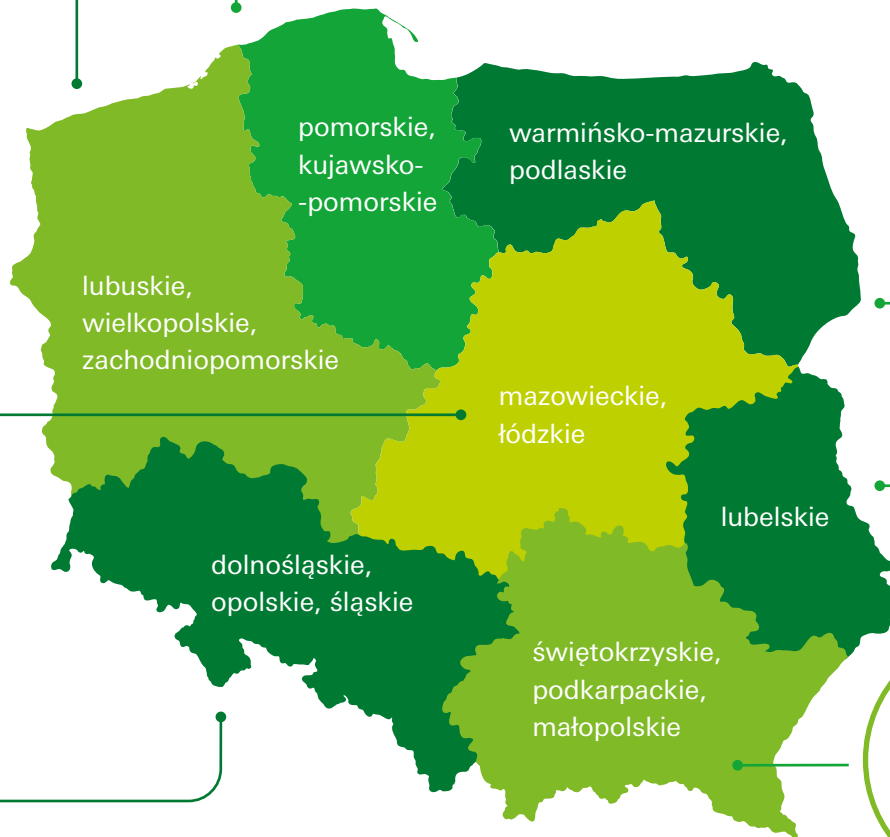 pomorskie,
kujawsko-
-pomorskie
warmińsko-mazurskie,
podlaskie
lubuskie,
wielkopolskie,
zachodniopomorskie
mazowieckie,
łódzkie
lubelskie
dolnośląskie,
opolskie, śląskie
świętokrzyskie,
podkarpackie,
małopolskie